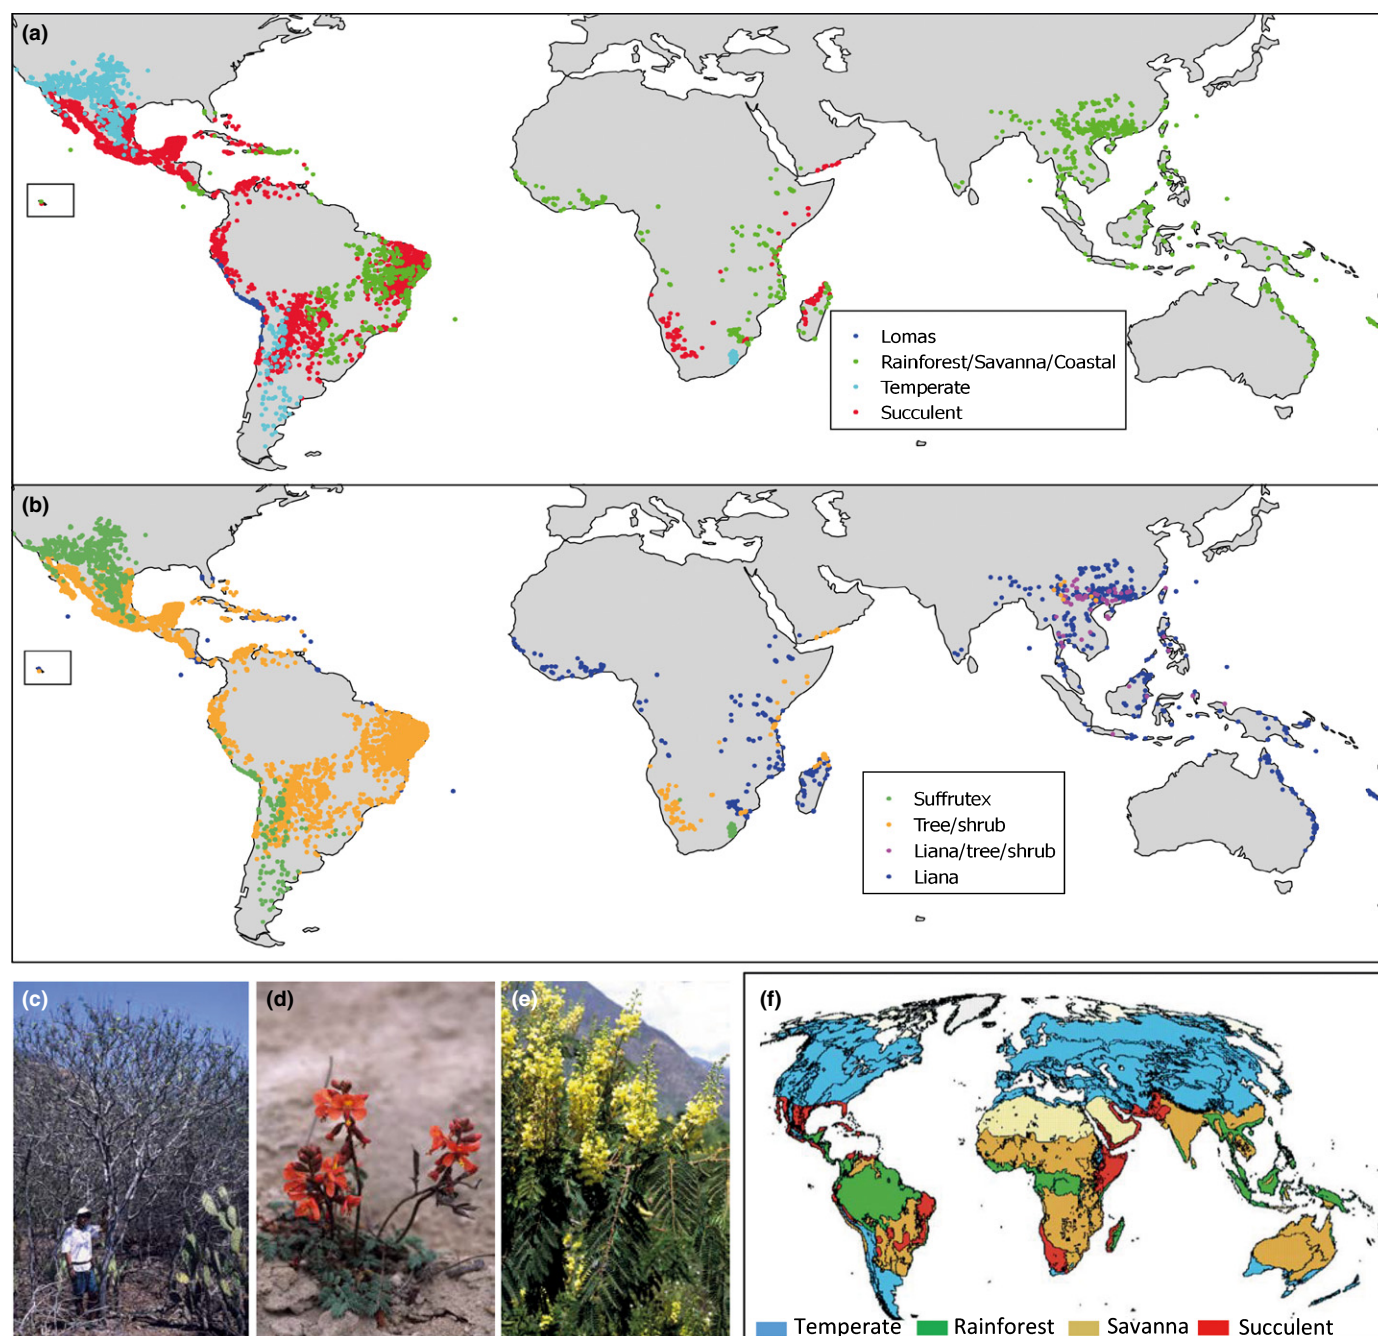 (a)
Lomas
Rainforest/Savanna/Coastal
Temperate
Succulent
(b)
Suffrutex
Tree/shrub
Liana/tree/shrub
Liana
(c)
(d)
(e)
(f)
Temperate Rainforest Savanna Succulent